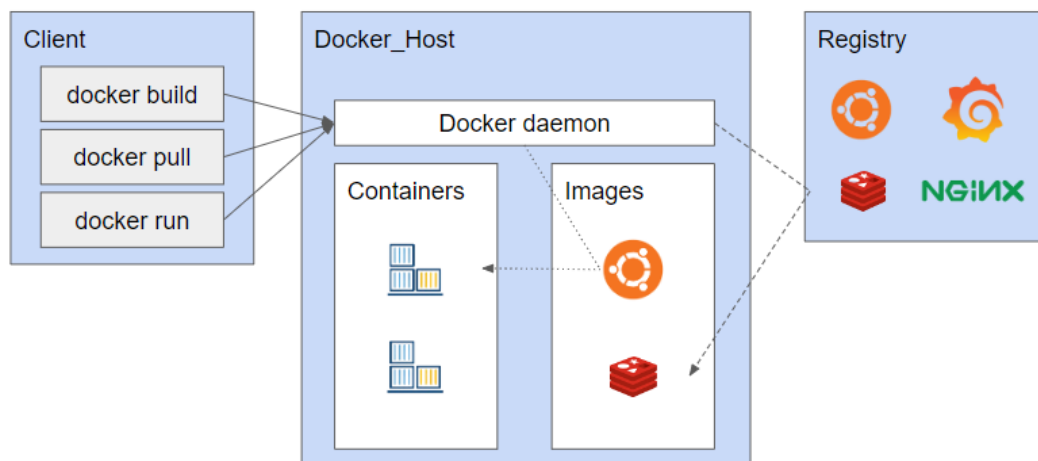 Client
docker build
docker pull
docker run
Docker_Host
Docker daemon
Containers
Images
Registry
NGINX